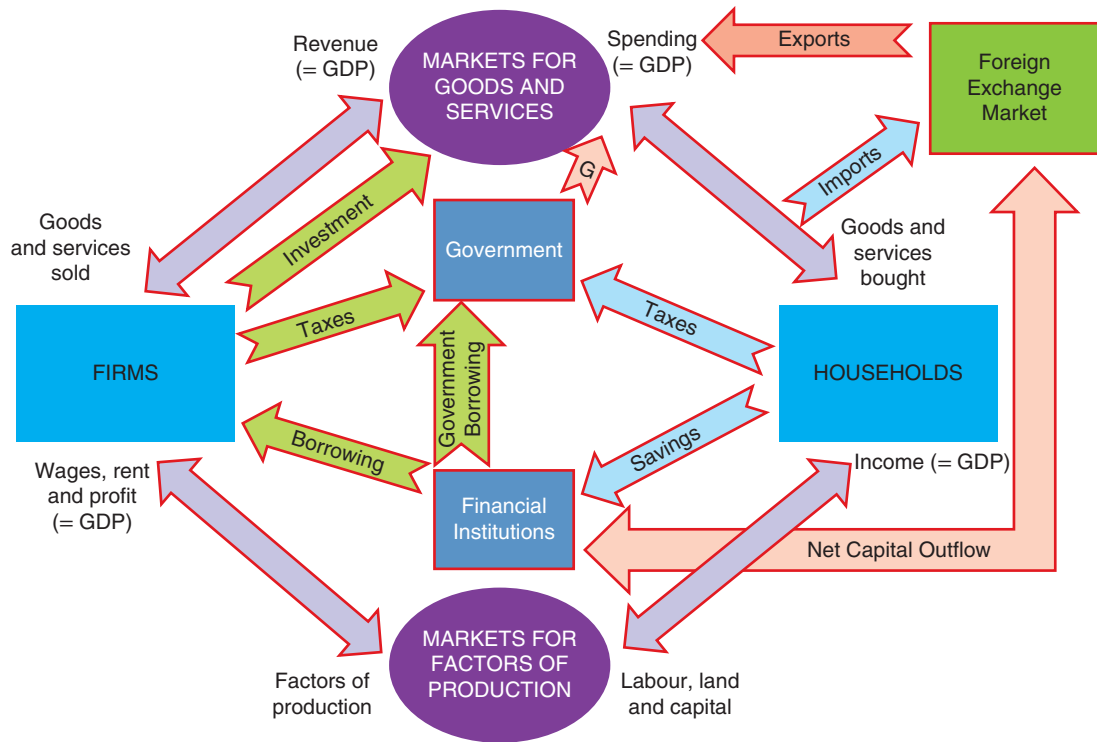 Revenue
(= GDP)
MARKETS FOR
GOODS AND
SERVICES
Spending
(= GDP)
Exports
Foreign
Exchange
Market
G
Imports
Investment
Goods
and services
sold
Government
Goods and
services
bought
Taxes
Taxes
FIRMS
Government
Borrowing
HOUSEHOLDS
Borrowing
Savings
Wages, rent
and profit
(= GDP)
Income (= GDP)
Financial
Institutions
Net Capital Outflow
MARKETS FOR
FACTORS OF
PRODUCTION
Factors of
production
Labour, land
and capital